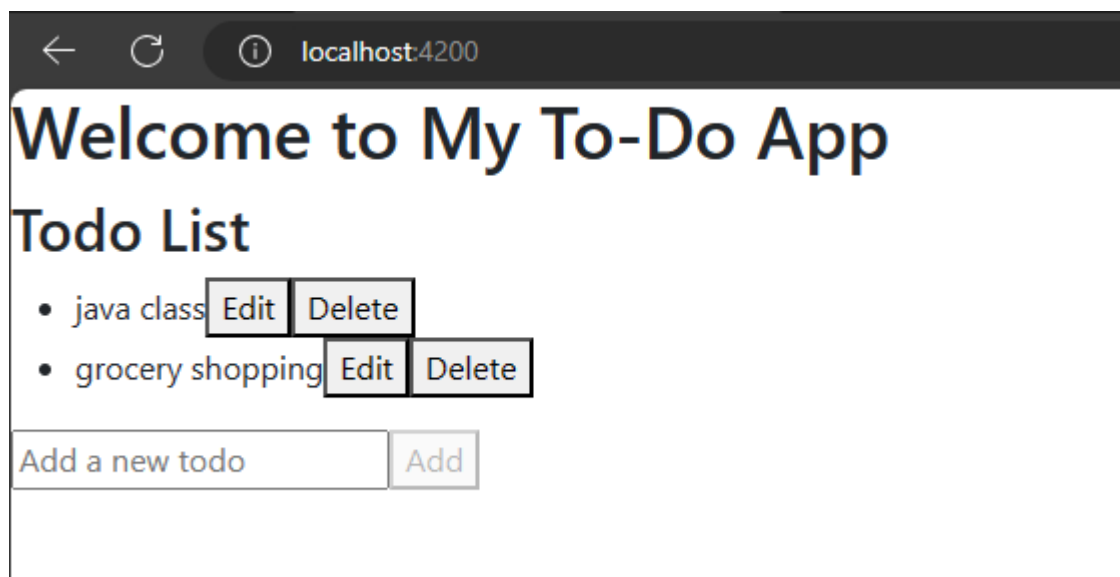 localhost:4200
Welcome to My To-Do App
Todo List
java class Edit Delete
grocery shopping Edit Delete
Add a new todo Add